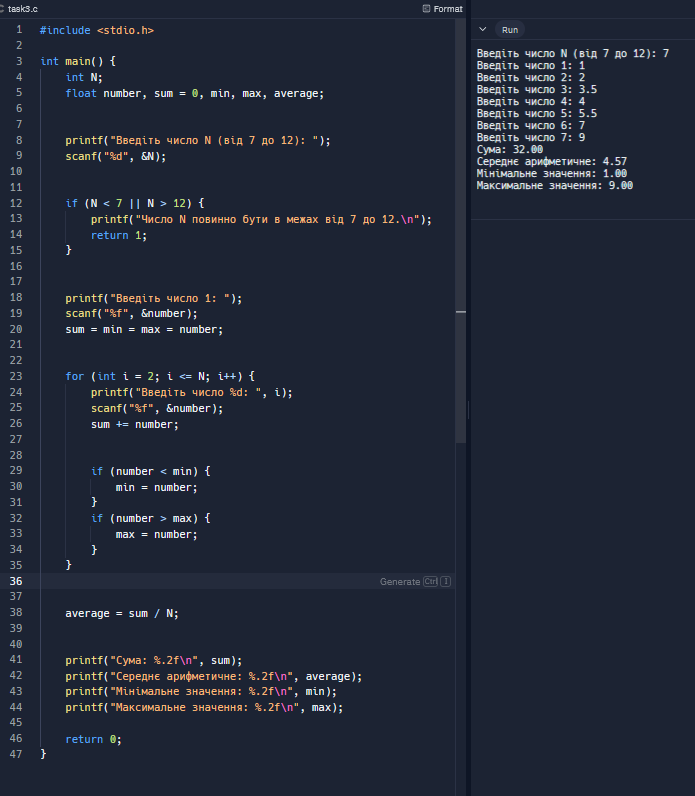 task3.c
Format
1 #include <stdio.h>
2
3 int main() {
4 int N;
5 float number, sum = 0, min, max, average;
6
7
8 printf("Введіть число N (від 7 до 12): ");
9 scanf("%d", &N);
10
11
12 if (N < 7 || N > 12) {
13 printf("Число N повинно бути в межах від 7 до 12.\n");
14 return 1;
15 }
16
17
18 printf("Введіть число 1: ");
19 scanf("%f", &number);
20 sum = min = max = number;
21
22
23 for (int i = 2; i <= N; i++) {
24 printf("Введіть число %d: ", i);
25 scanf("%f", &number);
26 sum += number;
27
28
29 if (number < min) {
30 min = number;
31 }
32 if (number > max) {
33 max = number;
34 }
35 }
36 Generate Ctrl I
37
38 average = sum / N;
39
40
41 printf("Сума: %.2f\n", sum);
42 printf("Середнє арифметичне: %.2f\n", average);
43 printf("Мінімальне значення: %.2f\n", min);
44 printf("Максимальне значення: %.2f\n", max);
45
46 return 0;
47 }
Run
Введіть число N (від 7 до 12): 7
Введіть число 1: 1
Введіть число 2: 2
Введіть число 3: 3.5
Введіть число 4: 4
Введіть число 5: 5.5
Введіть число 6: 7
Введіть число 7: 9
Сума: 32.00
Середнє арифметичне: 4.57
Мінімальне значення: 1.00
Максимальне значення: 9.00